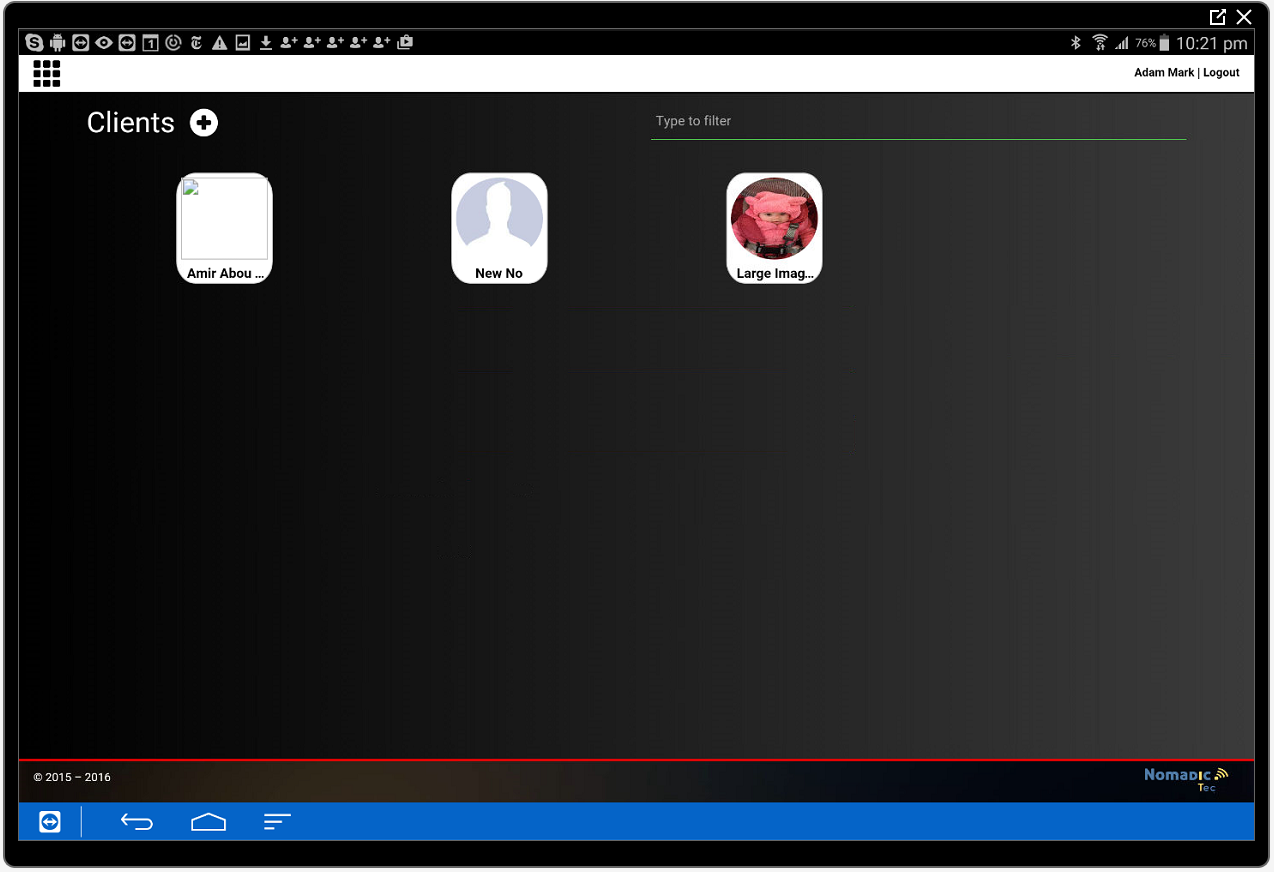 1
76%
10:21 pm
Adam Mark | Logout
Clients
Type to filter
Amir Abou ...
New No
Large Imag...
© 2015 – 2016
Nomadic
Tec